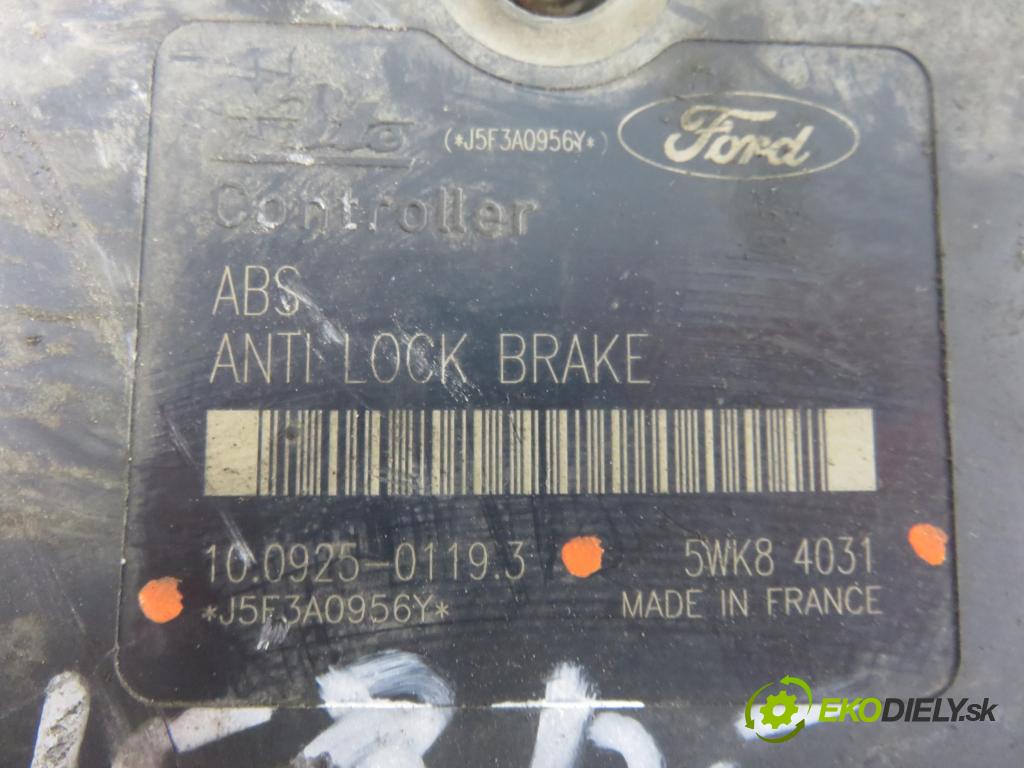 (*J5F3A0956Y*) Ford
Controller
ABS
ANTI LOCK BRAKE
10.0925-0119.3 5WK8 4031
*J5F3A0956Y* MADE IN FRANCE
EKODIELY.sk